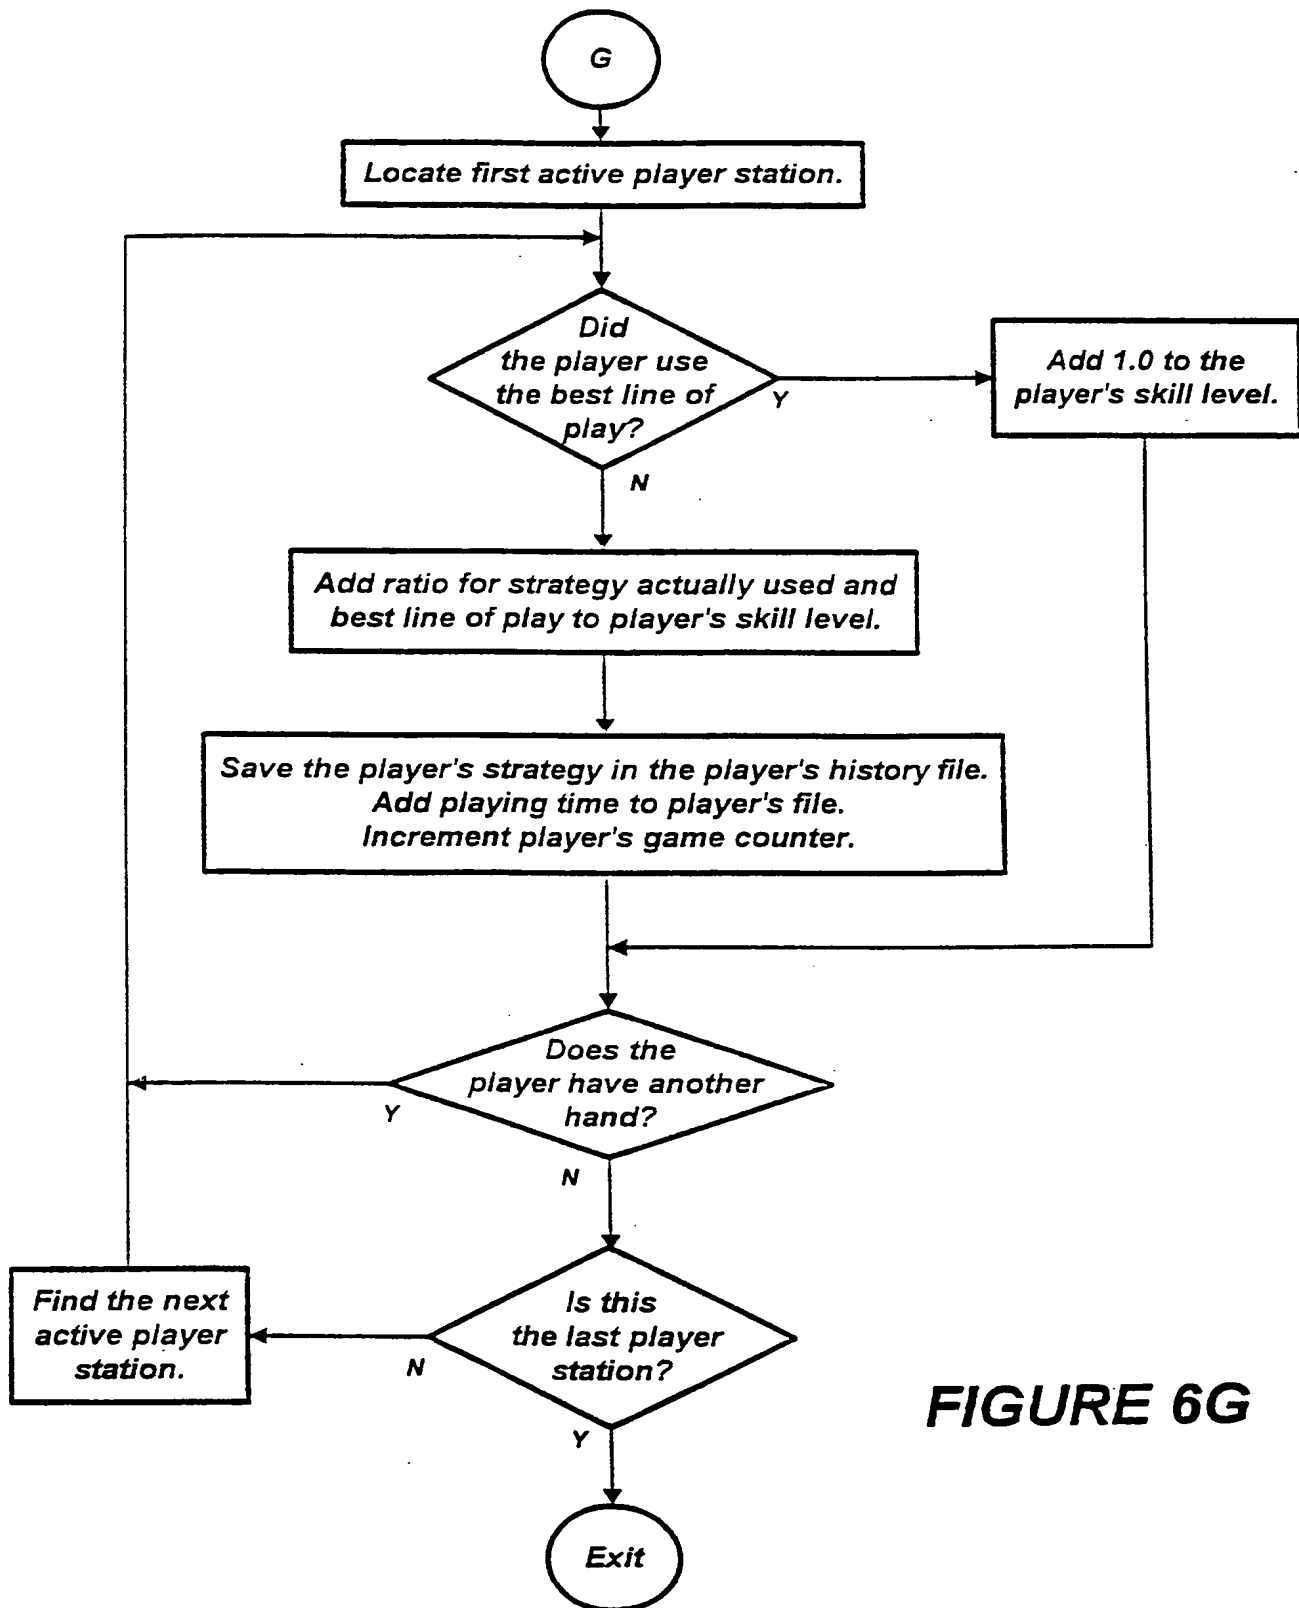 G
Locate first active player station.
Did
the player use
the best line of
play?
Y
Add 1.0 to the
player's skill level.
N
Add ratio for strategy actually used and
best line of play to player's skill level.
Save the player's strategy in the player's history file.
Add playing time to player's file.
Increment player's game counter.
Does the
player have another
hand?
Y
N
Is this
the last player
station?
N
Find the next
active player
station.
Y
Exit
FIGURE 6G